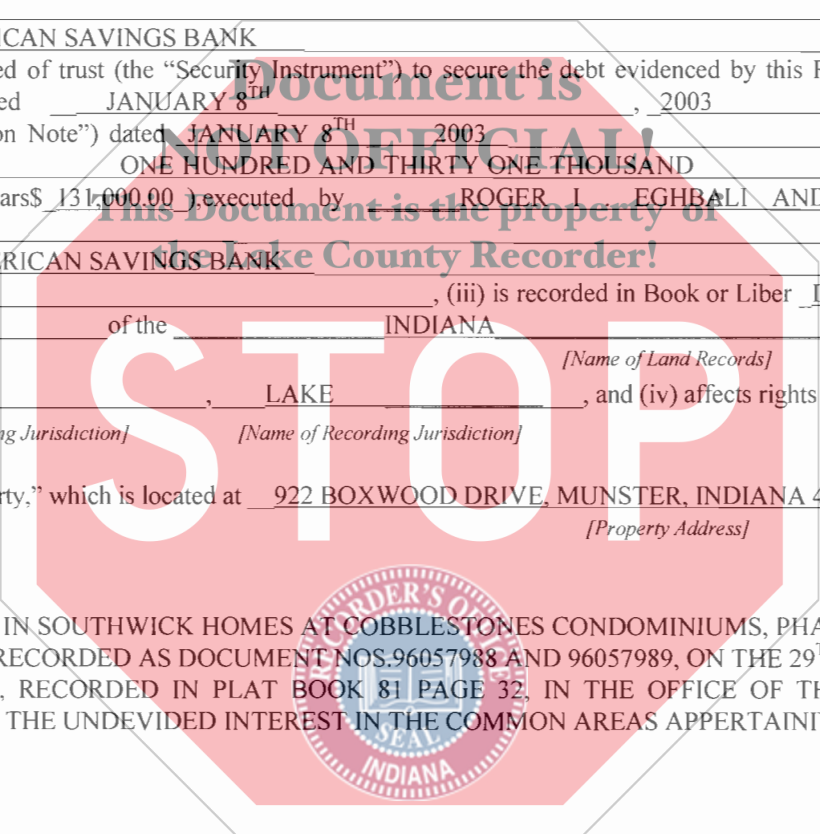 ICAN SAVINGS BANK
ed of trust (the “Security Instrument”) to secure the debt evidenced by this F
ed JANUARY 8TH , 2003
on Note”) dated JANUARY 8TH 2003
ONE HUNDRED AND THIRTY ONE THOUSAND
ars$ 131,000.00 ),executed by ROGER I . EGHBALI AND
ERICAN SAVINGS BANK
, (iii) is recorded in Book or Liber
of the INDIANA
[Name of Land Records]
, LAKE , and (iv) affects rights
ng Jurisdiction] [Name of Recording Jurisdiction]
rty,” which is located at 922 BOXWOOD DRIVE, MUNSTER, INDIANA 4
[Property Address]
IN SOUTHWICK HOMES AT COBBLESTONES CONDOMINIUMS, PHA
RECORDED AS DOCUMENT NOS.96057988 AND 96057989, ON THE 29T
, RECORDED IN PLAT BOOK 81 PAGE 32, IN THE OFFICE OF TH
THE UNDEVIDED INTEREST IN THE COMMON AREAS APPERTAINI
Document is
NOT OFFICIAL!
This Document is the property of
the Lake County Recorder!
STOP
RECORDER'S OFFICE
SEAL
INDIANA